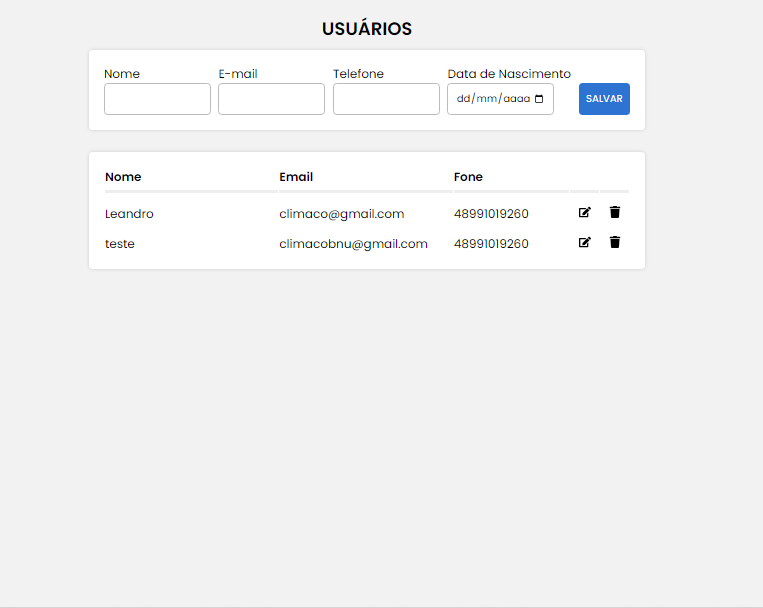 USUÁRIOS
Nome E-mail Telefone Data de Nascimento
dd/mm/aaaa SALVAR
Nome Email Fone
Leandro climaco@gmail.com 48991019260
teste climacobnu@gmail.com 48991019260